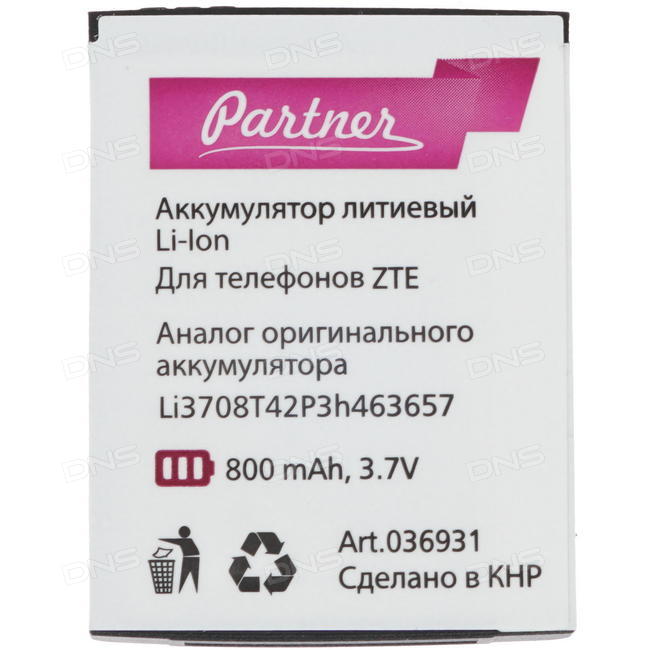 Partner
Аккумулятор литиевый
Li-Ion
Для телефонов ZTE
Аналог оригинального
аккумулятора
Li3708T42P3h463657
800 mAh, 3.7V
Art.036931
Сделано в КНР
DNS